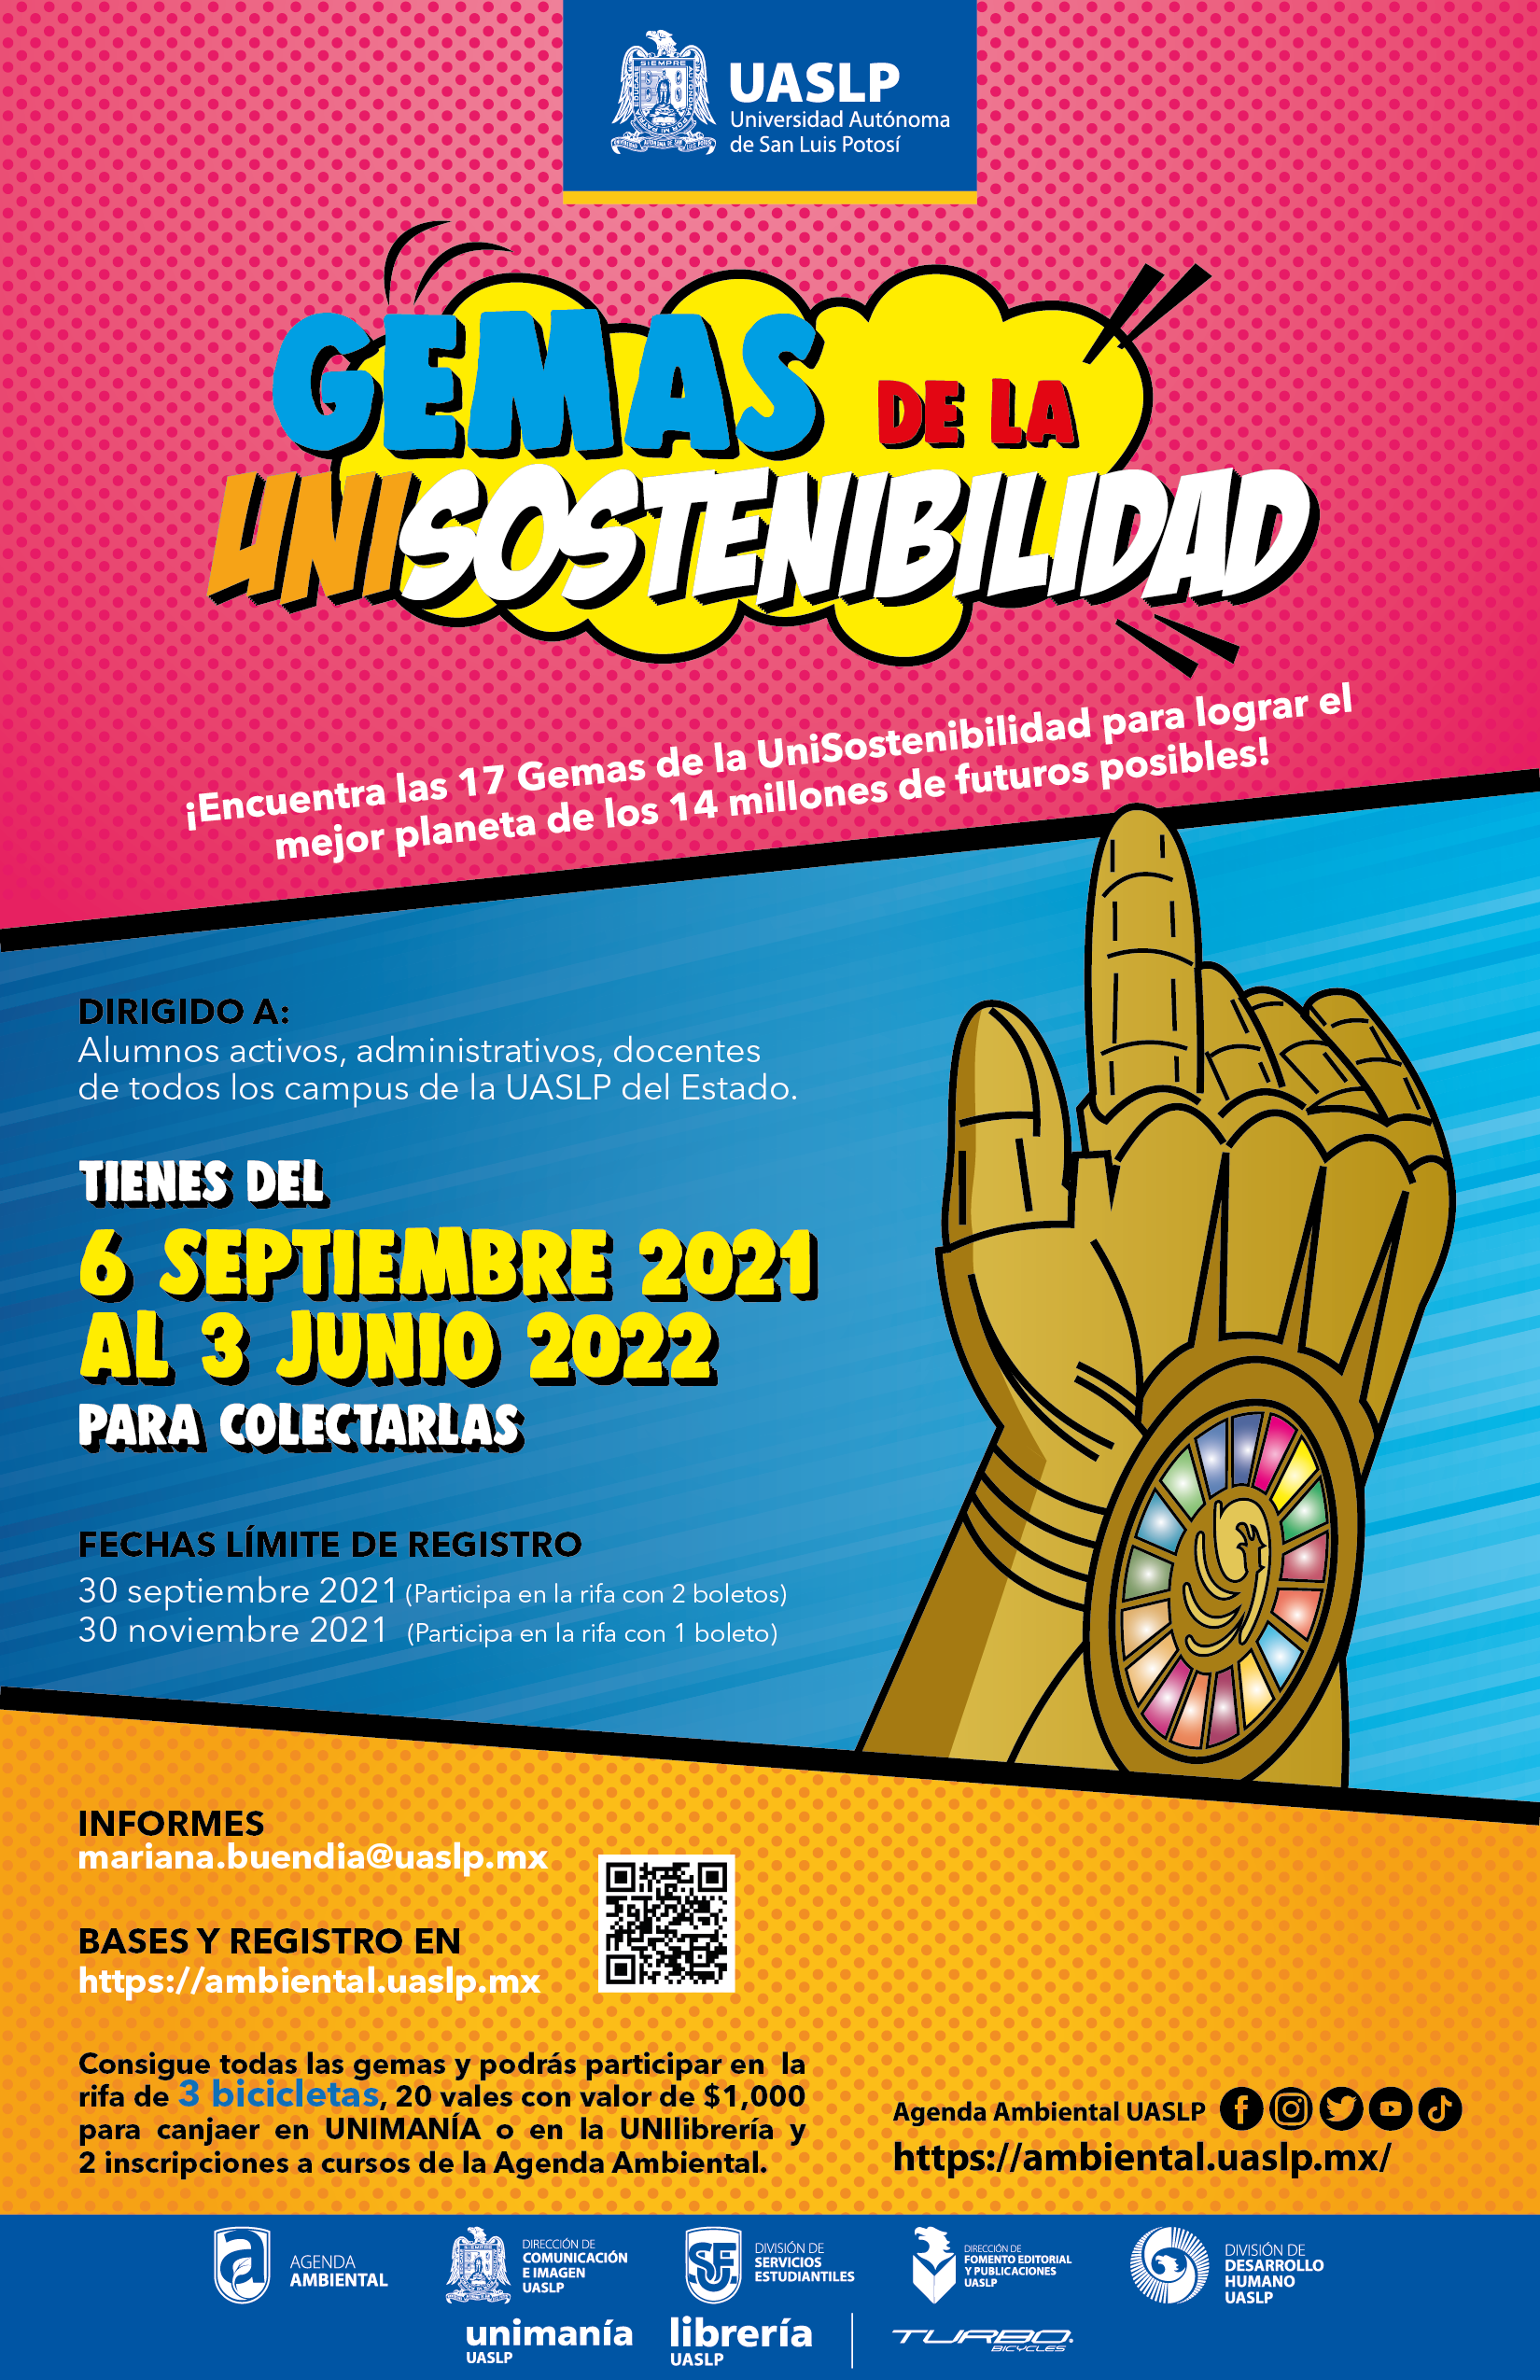 UASLP
Universidad Autónoma
de San Luis Potosí
GEMAS DE LA
UNISOSTENIBILIDAD
¡Encuentra las 17 Gemas de la UniSostenibilidad para lograr el
mejor planeta de los 14 millones de futuros posibles!
DIRIGIDO A:
Alumnos activos, administrativos, docentes
de todos los campus de la UASLP del Estado.
TIENES DEL
6 SEPTIEMBRE 2021
AL 3 JUNIO 2022
PARA COLECTARLAS
FECHAS LÍMITE DE REGISTRO
30 septiembre 2021 (Participa en la rifa con 2 boletos)
30 noviembre 2021 (Participa en la rifa con 1 boleto)
INFORMES
mariana.buendia@uaslp.mx
BASES Y REGISTRO EN
https://ambiental.uaslp.mx
Consigue todas las gemas y podrás participar en la
rifa de 3 bicicletas, 20 vales con valor de $1,000
para canjaer en UNIMANÍA o en la UNIlibrería y
2 inscripciones a cursos de la Agenda Ambiental.
Agenda Ambiental UASLP
https://ambiental.uaslp.mx/
AGENDA
AMBIENTAL
DIRECCIÓN DE
COMUNICACIÓN
E IMAGEN
UASLP
DIVISIÓN DE
SERVICIOS
ESTUDIANTILES
DIRECCIÓN DE
FOMENTO EDITORIAL
Y PUBLICACIONES
UASLP
DIVISIÓN DE
DESARROLLO
HUMANO
UASLP
unimanía
UASLP
librería
UASLP
TURBO
BICYCLES